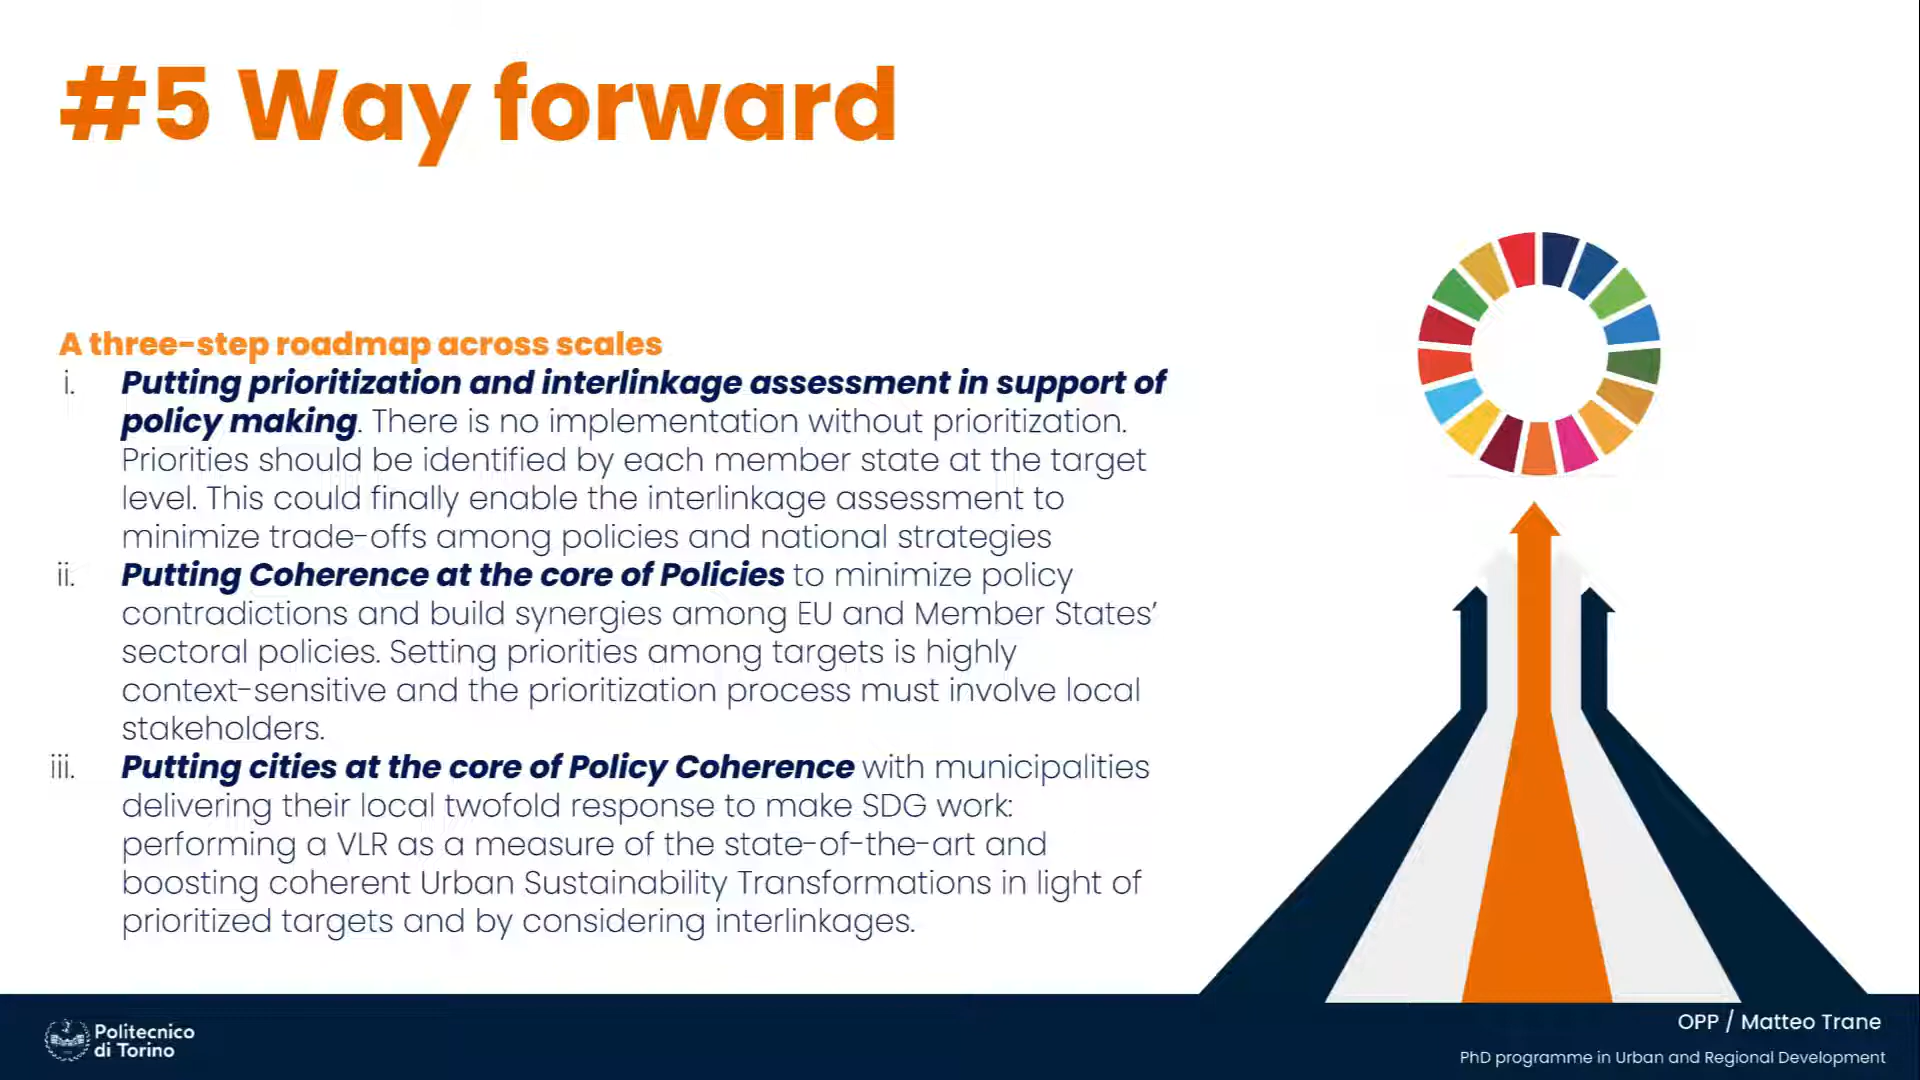 #5 Way forward
A three-step roadmap across scales
i. Putting prioritization and interlinkage assessment in support of
policy making. There is no implementation without prioritization.
Priorities should be identified by each member state at the target
level. This could finally enable the interlinkage assessment to
minimize trade-offs among policies and national strategies
ii. Putting Coherence at the core of Policies to minimize policy
contradictions and build synergies among EU and Member States’
sectoral policies. Setting priorities among targets is highly
context-sensitive and the prioritization process must involve local
stakeholders.
iii. Putting cities at the core of Policy Coherence with municipalities
delivering their local twofold response to make SDG work:
performing a VLR as a measure of the state-of-the-art and
boosting coherent Urban Sustainability Transformations in light of
prioritized targets and by considering interlinkages.
Politecnico
di Torino
OPP / Matteo Trane
PhD programme in Urban and Regional Development